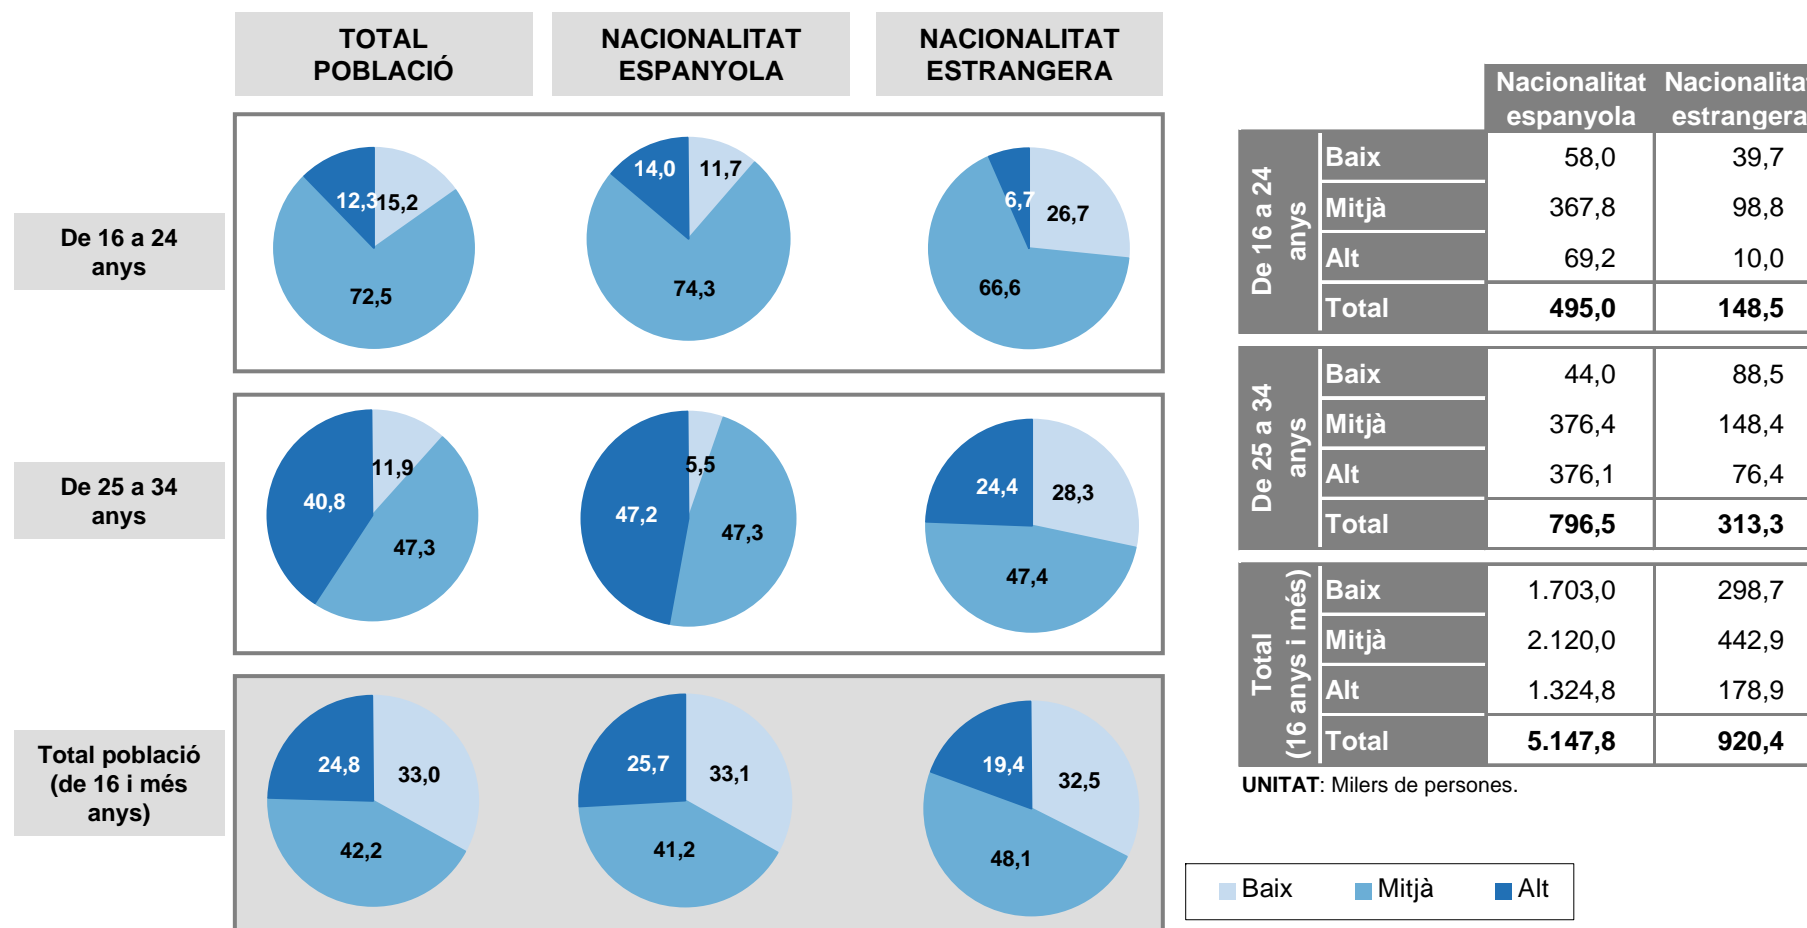 TOTAL
POBLACIÓ
NACIONALITAT
ESPANYOLA
NACIONALITAT
ESTRANGERA
De 16 a 24
anys
12,3
15,2
72,5
14,0
11,7
74,3
6,7
26,7
66,6
De 25 a 34
anys
11,9
40,8
47,3
5,5
47,2
47,3
24,4
28,3
47,4
Total població
(de 16 i més
anys)
24,8
33,0
42,2
25,7
33,1
41,2
19,4
32,5
48,1
Nacionalitat Nacionalitat
espanyola estrangera
De 16 a 24
anys
Baix 58,0 39,7
Mitjà 367,8 98,8
Alt 69,2 10,0
Total 495,0 148,5
De 25 a 34
anys
Baix 44,0 88,5
Mitjà 376,4 148,4
Alt 376,1 76,4
Total 796,5 313,3
Total
(16 anys i més)
Baix 1.703,0 298,7
Mitjà 2.120,0 442,9
Alt 1.324,8 178,9
Total 5.147,8 920,4
UNITAT: Milers de persones.
Baix Mitjà Alt